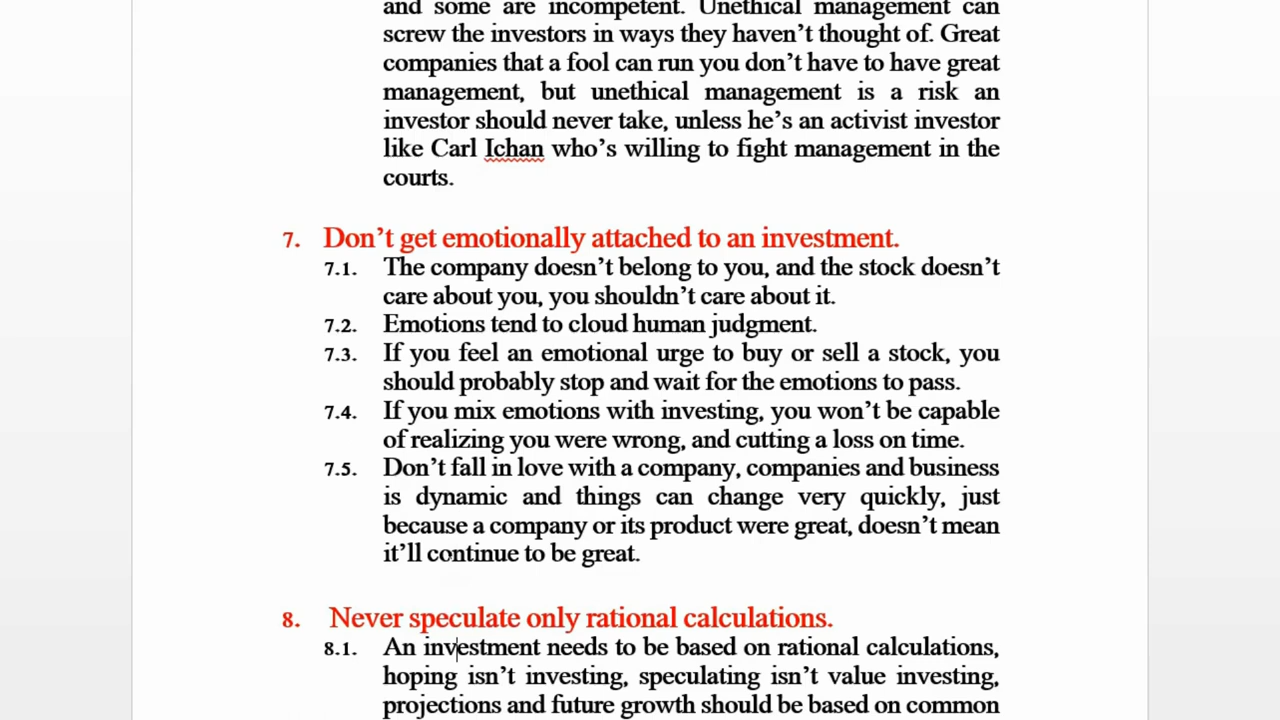 and some are incompetent. Unethical management can
screw the investors in ways they haven’t thought of. Great
companies that a fool can run you don’t have to have great
management, but unethical management is a risk an
investor should never take, unless he’s an activist investor
like Carl Ichan who’s willing to fight management in the
courts.
7. Don’t get emotionally attached to an investment.
7.1. The company doesn’t belong to you, and the stock doesn’t
care about you, you shouldn’t care about it.
7.2. Emotions tend to cloud human judgment.
7.3. If you feel an emotional urge to buy or sell a stock, you
should probably stop and wait for the emotions to pass.
7.4. If you mix emotions with investing, you won’t be capable
of realizing you were wrong, and cutting a loss on time.
7.5. Don’t fall in love with a company, companies and business
is dynamic and things can change very quickly, just
because a company or its product were great, doesn’t mean
it’ll continue to be great.
8. Never speculate only rational calculations.
8.1. An investment needs to be based on rational calculations,
hoping isn’t investing, speculating isn’t value investing,
projections and future growth should be based on common